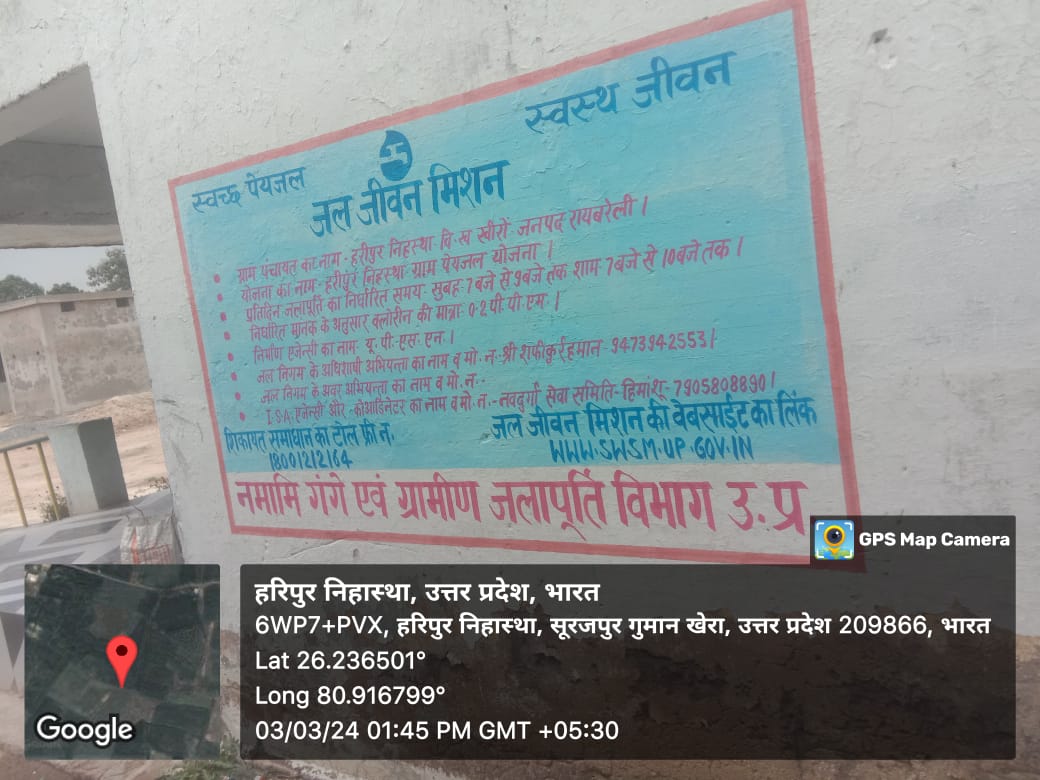 स्वच्छ पेयजल
स्वस्थ जीवन
जल जीवन मिशन
ग्राम पंचायत का नाम - हरीपुर निहस्था वि ख खीरों जनपद रायबरेली।
योजना का नाम - हरीपुर निहस्था ग्राम पेयजल योजना।
प्रतिदिन जलापूर्ति का निर्धारित समय - सुबह 7 बजे से 9 बजे तक शाम 7 बजे से 10 बजे तक।
निर्धारित मानक के अनुसार क्लोरीन की मात्रा 0.2 पी पी एम।
निर्माण एजेन्सी का नाम यू. पी. एस. एन.।
जल निगम के अधिशाषी अभियन्ता का नाम व मो. न. श्री शफीकुर्रहमान - 9473942553।
जल निगम के अवर अभियन्ता का नाम व मो. न. -
I.S.A. एजेन्सी और कोआर्डिनेटर का नाम व मो. न. - नवदुर्गा सेवा समिति - हिमांशू - 7905808890।
शिकायत समाधान का टोल फ्री न.
18001212164
जल जीवन मिशन की वेबसाईट का लिंक
WWW.SWSM.UP.GOV.IN
नमामि गंगे एवं ग्रामीण जलापूर्ति विभाग उ. प्र
GPS Map Camera
हरिपुर निहास्था, उत्तर प्रदेश, भारत
6WP7+PVX, हरिपुर निहास्था, सूरजपुर गुमान खेरा, उत्तर प्रदेश 209866, भारत
Lat 26.236501°
Long 80.916799°
03/03/24 01:45 PM GMT +05:30
Google